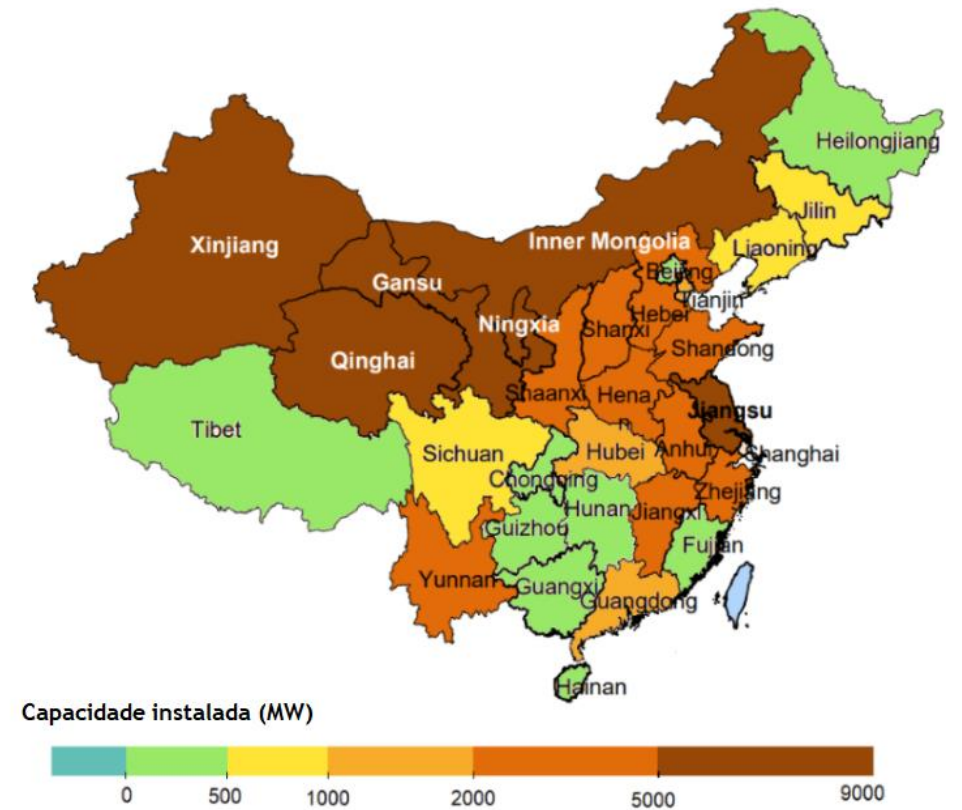 Heilongjiang
Jilin
Inner Mongolia
Liaoning
Xinjiang
Beijing
Gansu
Tianjin
Hebei
Ningxia
Shanxi
Shandong
Qinghai
Shaanxi
Hena
n
Jiangsu
Tibet
Sichuan
Hubei
Anhui
Shanghai
Chongqing
Zhejiang
Hunan
Jiangxi
Guizhou
Fujian
Yunnan
Guangxi
Guangdong
Hainan
Capacidade instalada (MW)
0 500 1000 2000 5000 9000